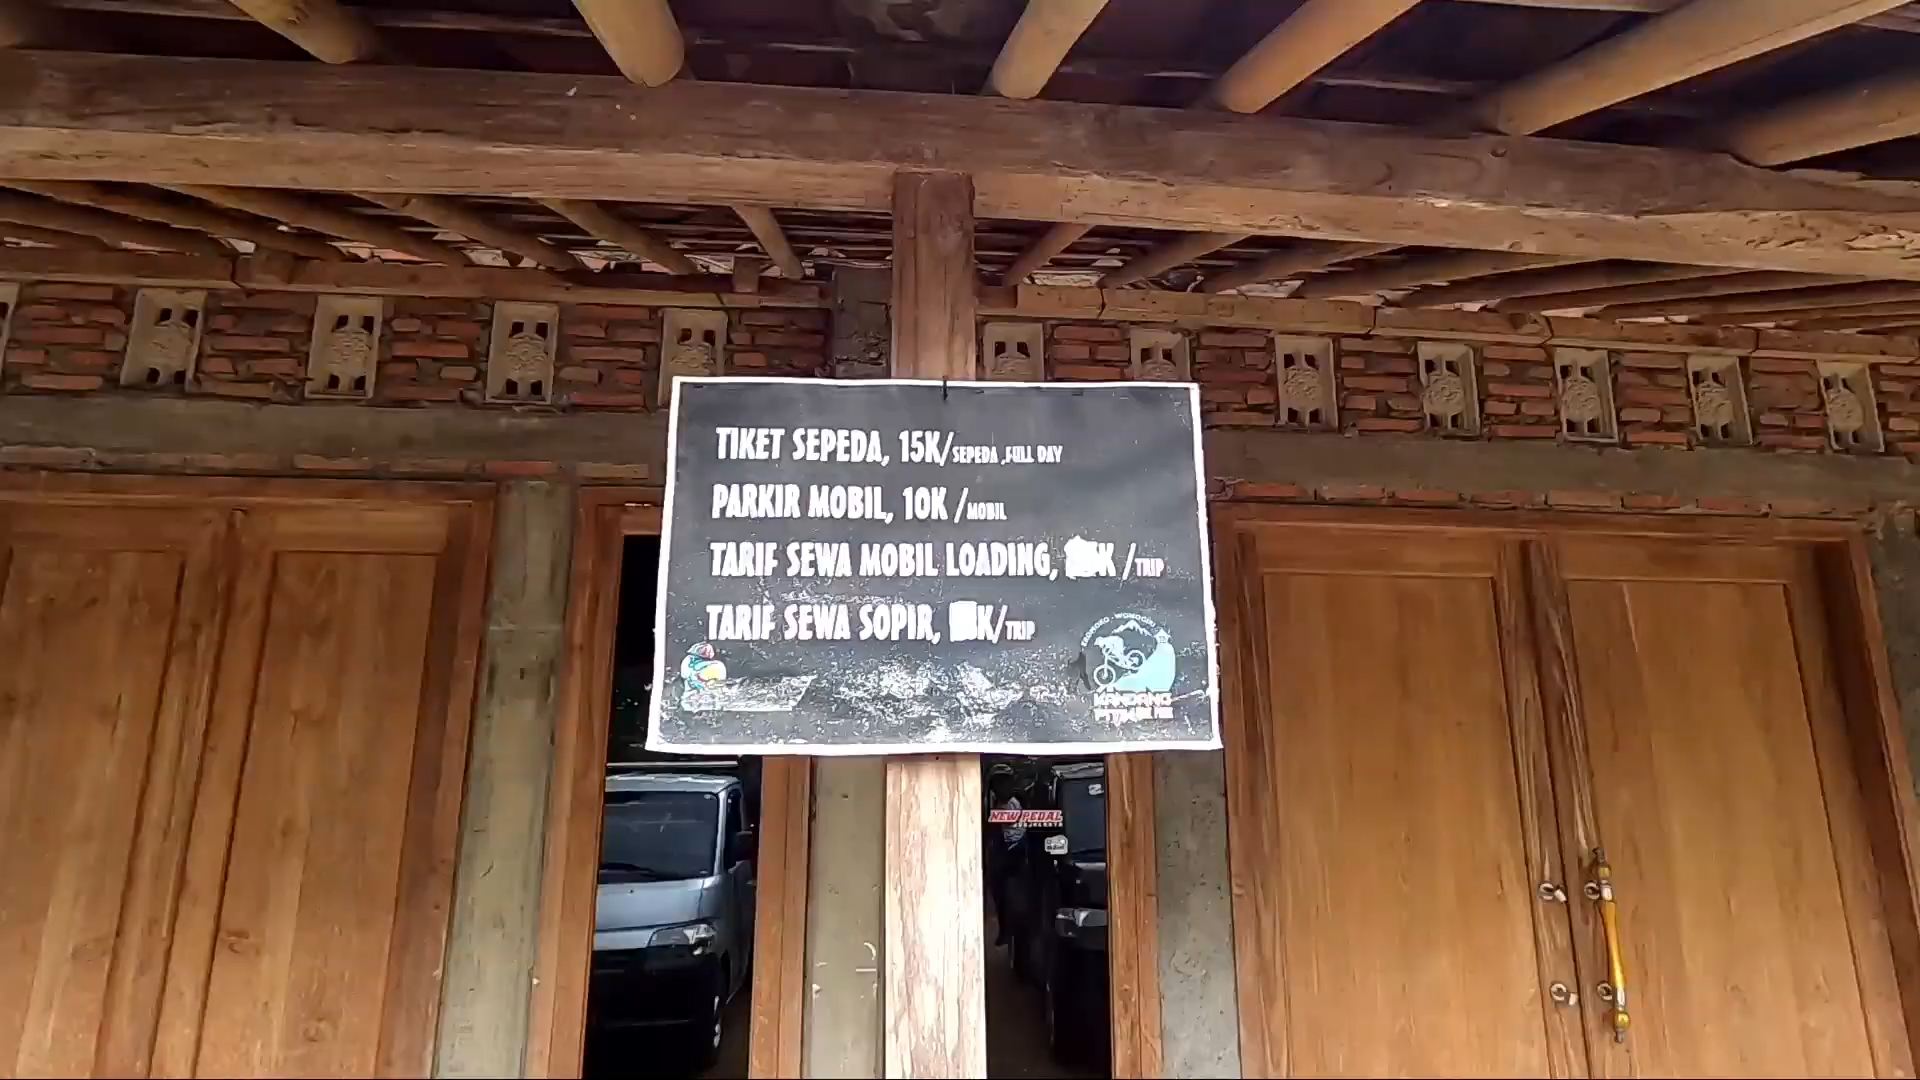 TIKET SEPEDA, 15K/SEPEDA ,FULL DAY
PARKIR MOBIL, 10K /MOBIL
TARIF SEWA MOBIL LOADING, K /TRIP
TARIF SEWA SOPIR, K/TRIP
NEW PEDAL